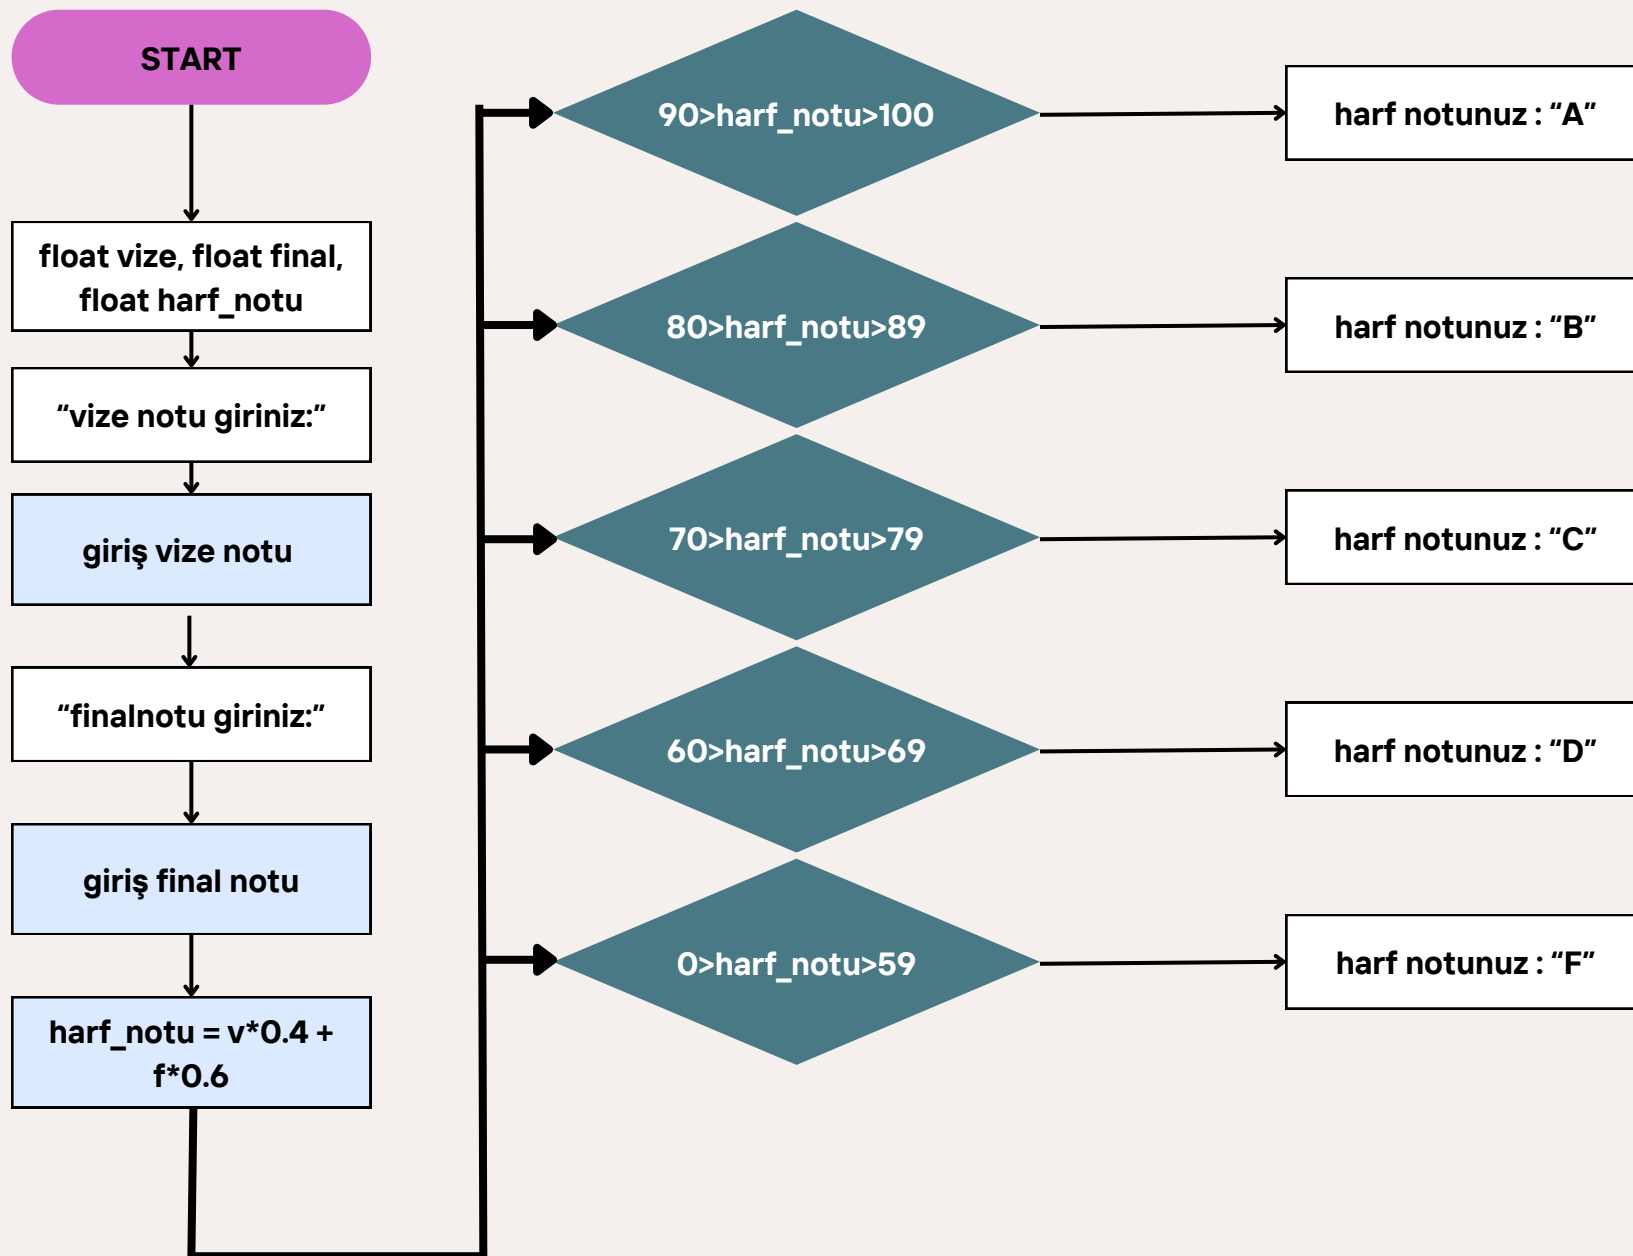 START
float vize, float final,
float harf_notu
“vize notu giriniz:”
giriş vize notu
“finalnotu giriniz:”
giriş final notu
harf_notu = v*0.4 +
f*0.6
90>harf_notu>100
harf notunuz : “A”
80>harf_notu>89
harf notunuz : “B”
70>harf_notu>79
harf notunuz : “C”
60>harf_notu>69
harf notunuz : “D”
0>harf_notu>59
harf notunuz : “F”